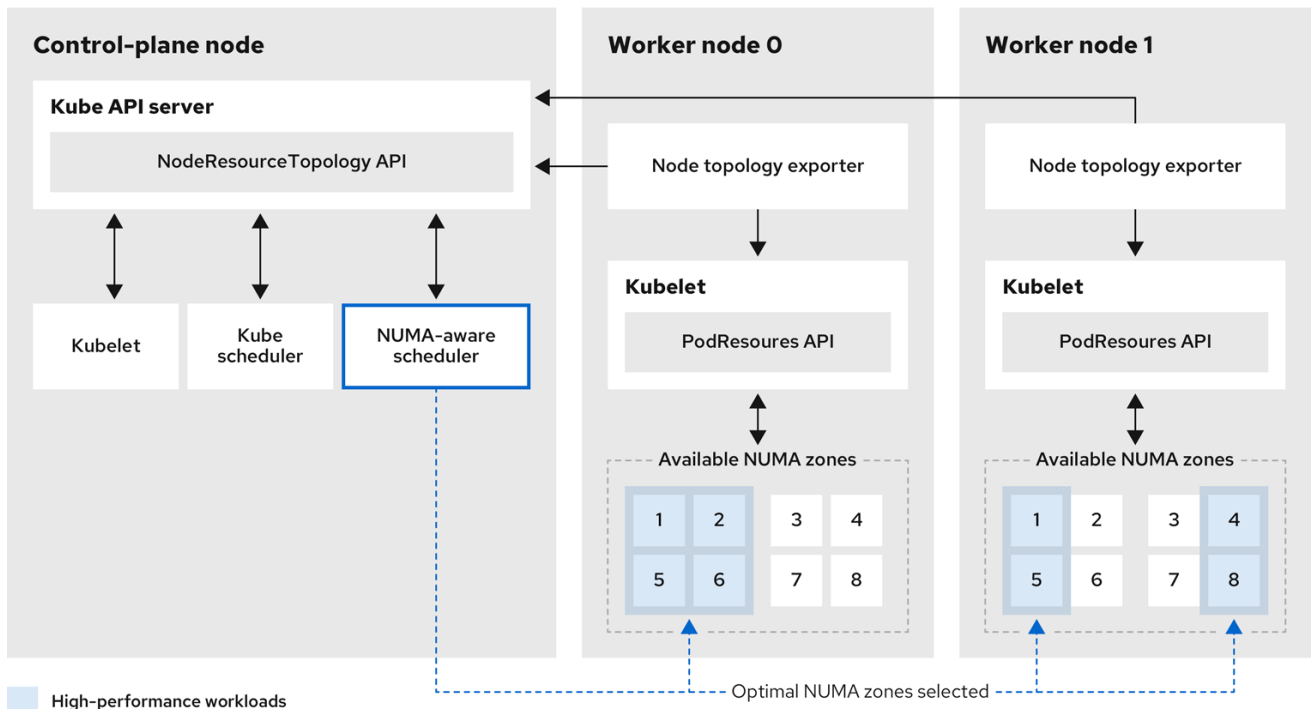 Control-plane node
Kube API server
NodeResourceTopology API
Kubelet
Kube
scheduler
NUMA-aware
scheduler
Worker node 0
Node topology exporter
Kubelet
PodResoures API
Available NUMA zones
1 2 3 4
5 6 7 8
Worker node 1
Node topology exporter
Kubelet
PodResoures API
Available NUMA zones
1 2 3 4
5 6 7 8
Optimal NUMA zones selected
High-performance workloads